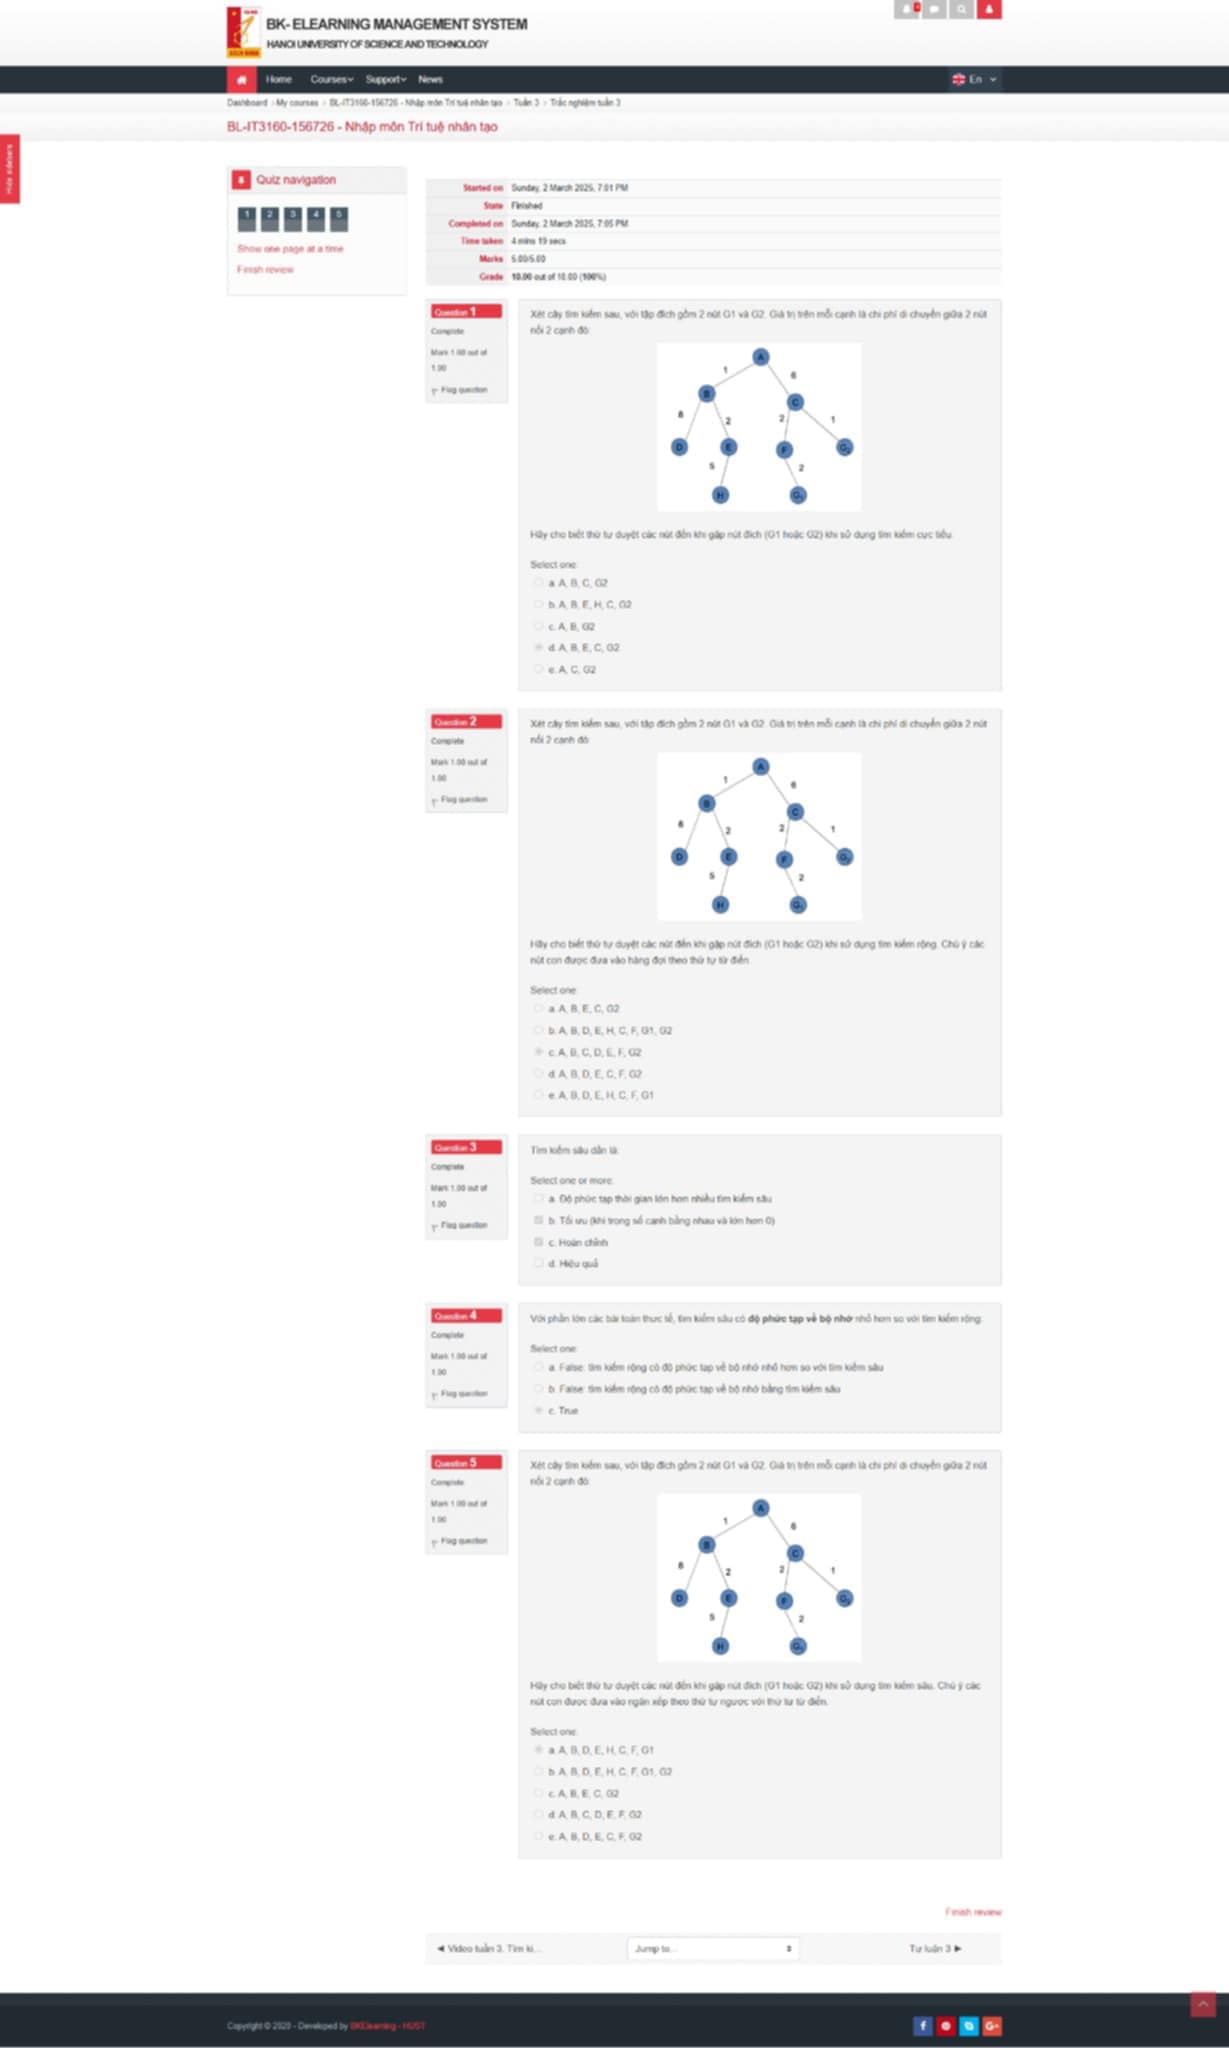 BK- ELEARNING MANAGEMENT SYSTEM
HANOI UNIVERSITY OF SCIENCE AND TECHNOLOGY
Home Courses Support News En
Dashboard › My courses › BL-IT3160-156726 - Nhập môn Trí tuệ nhân tạo › Tuần 3 › Trắc nghiệm tuần 3
BL-IT3160-156726 - Nhập môn Trí tuệ nhân tạo
Hide sidebars
Quiz navigation
1 2 3 4 5
Show one page at a time
Finish review
Started on Sunday, 2 March 2025, 7:01 PM
State Finished
Completed on Sunday, 2 March 2025, 7:05 PM
Time taken 4 mins 19 secs
Marks 5.00/5.00
Grade 10.00 out of 10.00 (100%)
Question 1
Complete
Mark 1.00 out of
1.00
Flag question
Xét cây tìm kiếm sau, với tập đích gồm 2 nút G1 và G2. Giá trị trên mỗi cạnh là chi phí di chuyển giữa 2 nút
nối 2 cạnh đó:
A
1 6
B C
8 2 2 1
D E F G2
5 2
H G1
Hãy cho biết thứ tự duyệt các nút đến khi gặp nút đích (G1 hoặc G2) khi sử dụng tìm kiếm cực tiểu.
Select one:
a. A, B, C, G2
b. A, B, E, H, C, G2
c. A, B, G2
d. A, B, E, C, G2
e. A, C, G2
Question 2
Complete
Mark 1.00 out of
1.00
Flag question
Xét cây tìm kiếm sau, với tập đích gồm 2 nút G1 và G2. Giá trị trên mỗi cạnh là chi phí di chuyển giữa 2 nút
nối 2 cạnh đó:
A
1 6
B C
8 2 2 1
D E F G2
5 2
H G1
Hãy cho biết thứ tự duyệt các nút đến khi gặp nút đích (G1 hoặc G2) khi sử dụng tìm kiếm rộng. Chú ý các
nút con được đưa vào hàng đợi theo thứ tự từ điển.
Select one:
a. A, B, E, C, G2
b. A, B, D, E, H, C, F, G1, G2
c. A, B, C, D, E, F, G2
d. A, B, D, E, C, F, G2
e. A, B, D, E, H, C, F, G1
Question 3
Complete
Mark 1.00 out of
1.00
Flag question
Tìm kiếm sâu dần là:
Select one or more:
a. Độ phức tạp thời gian lớn hơn nhiều tìm kiếm sâu
b. Tối ưu (khi trọng số cạnh bằng nhau và lớn hơn 0)
c. Hoàn chỉnh
d. Hiệu quả
Question 4
Complete
Mark 1.00 out of
1.00
Flag question
Với phần lớn các bài toán thực tế, tìm kiếm sâu có độ phức tạp về bộ nhớ nhỏ hơn so với tìm kiếm rộng:
Select one:
a. False: tìm kiếm rộng có độ phức tạp về bộ nhớ nhỏ hơn so với tìm kiếm sâu
b. False: tìm kiếm rộng có độ phức tạp về bộ nhớ bằng tìm kiếm sâu
c. True
Question 5
Complete
Mark 1.00 out of
1.00
Flag question
Xét cây tìm kiếm sau, với tập đích gồm 2 nút G1 và G2. Giá trị trên mỗi cạnh là chi phí di chuyển giữa 2 nút
nối 2 cạnh đó:
A
1 6
B C
8 2 2 1
D E F G2
5 2
H G1
Hãy cho biết thứ tự duyệt các nút đến khi gặp nút đích (G1 hoặc G2) khi sử dụng tìm kiếm sâu. Chú ý các
nút con được đưa vào ngăn xếp theo thứ tự ngược với thứ tự từ điển.
Select one:
a. A, B, D, E, H, C, F, G1
b. A, B, D, E, H, C, F, G1, G2
c. A, B, E, C, G2
d. A, B, C, D, E, F, G2
e. A, B, D, E, C, F, G2
Finish review
◄ Video tuần 3. Tìm ki... Jump to... Tự luận 3 ►
Copyright © 2020 - Developed by BKElearning - HUST